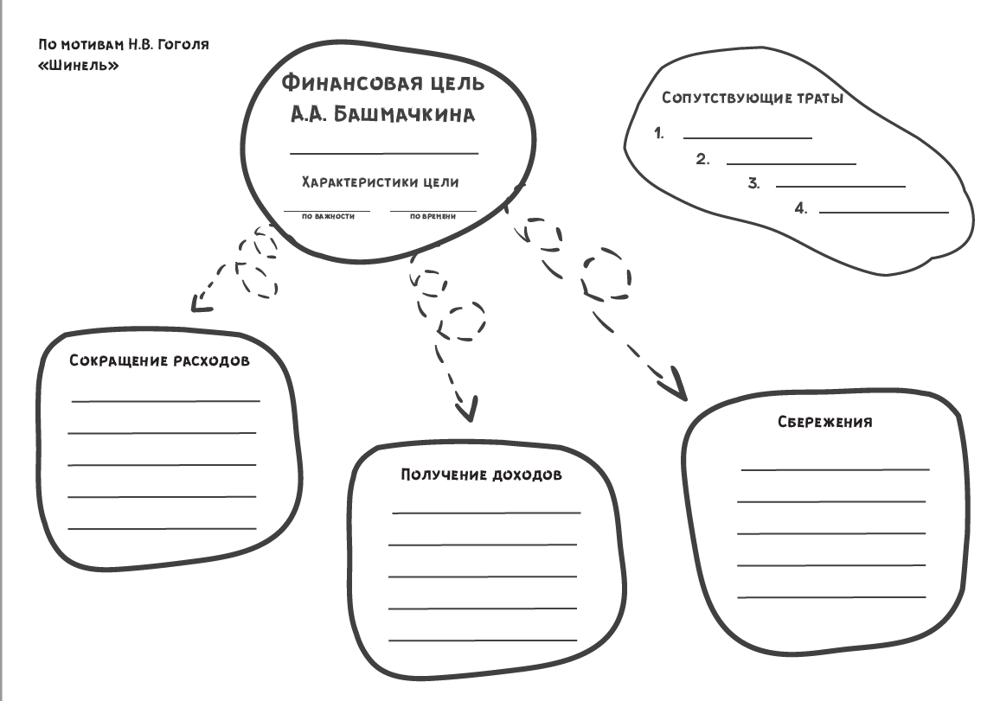 По мотивам Н.В. Гоголя
«Шинель»
Финансовая цель
А.А. Башмачкина
Характеристики цели
по важности
по времени
Сопутствующие траты
1.
2.
3.
4.
Сокращение расходов
Получение доходов
Сбережения